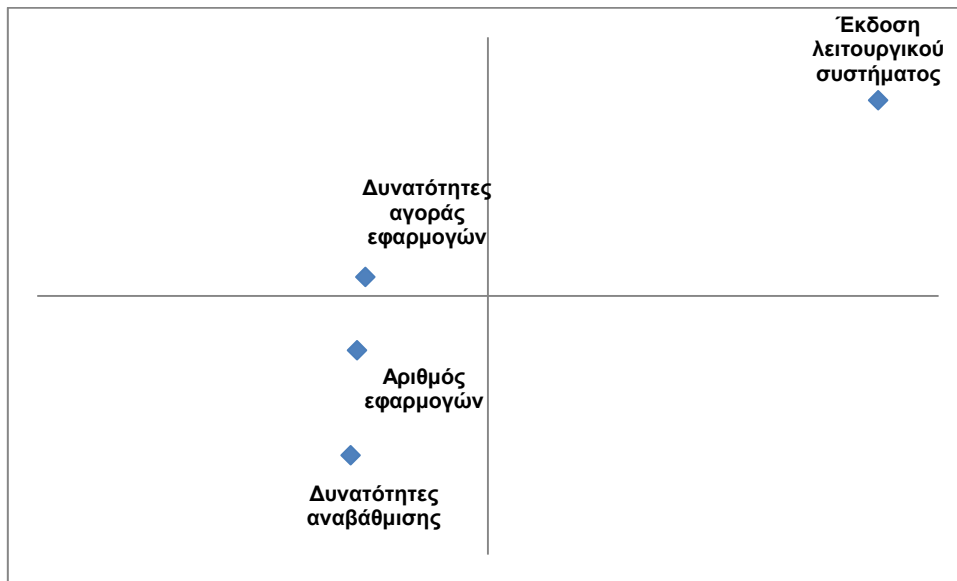 Έκδοση
λειτουργικού
συστήματος
Δυνατότητες
αγοράς
εφαρμογών
Αριθμός
εφαρμογών
Δυνατότητες
αναβάθμισης